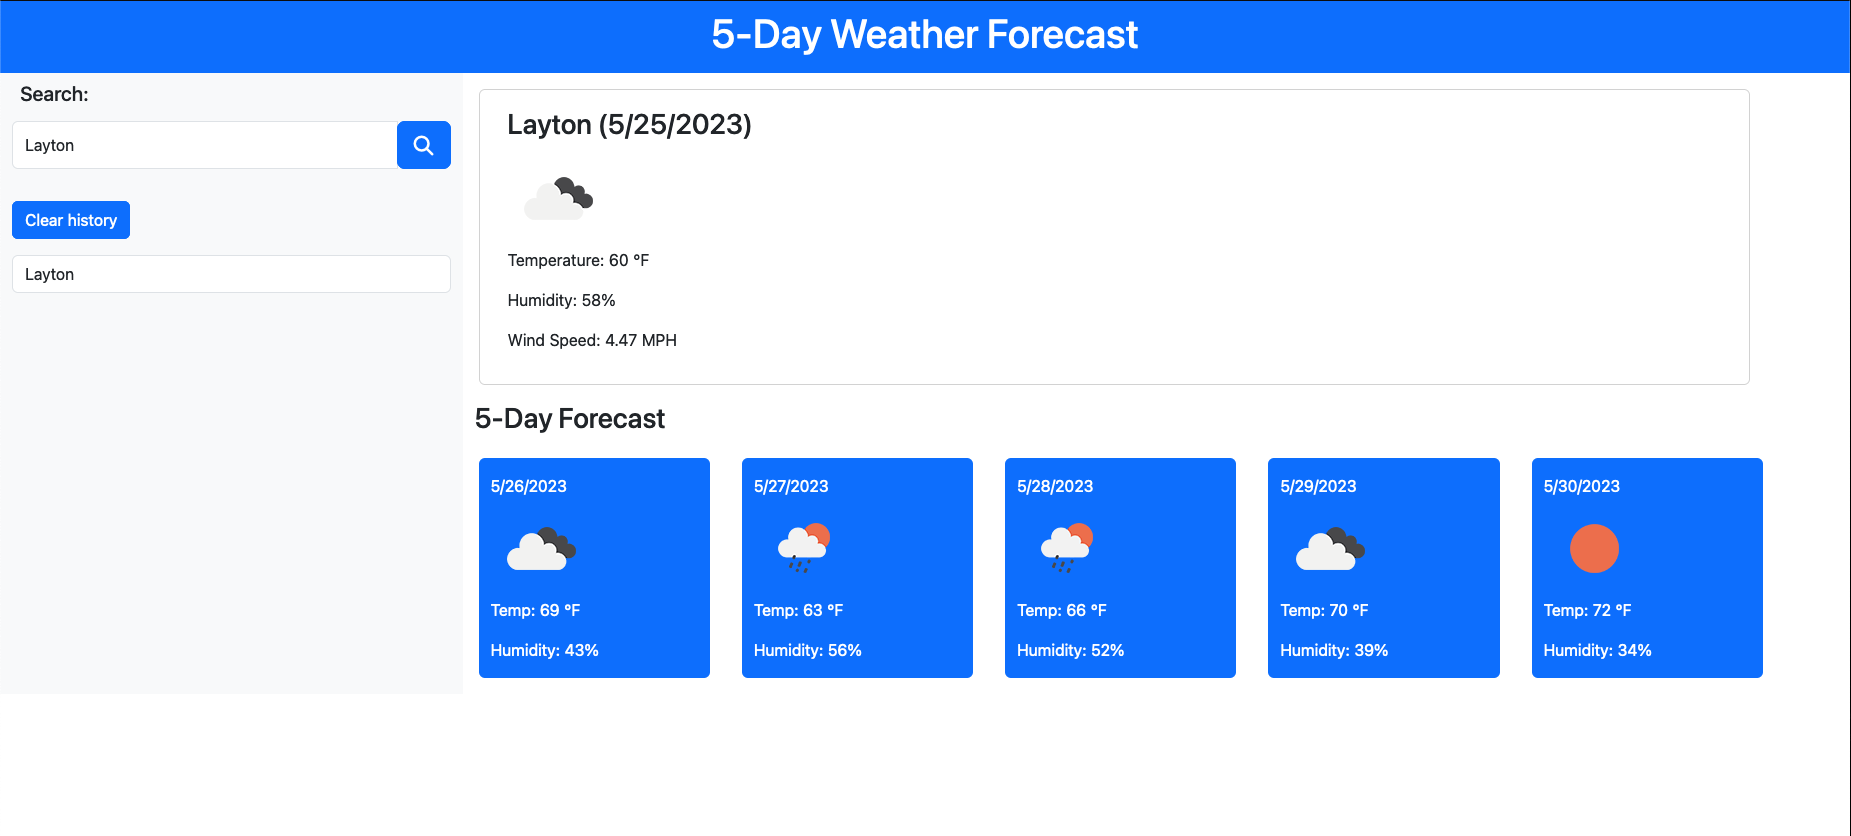 5-Day Weather Forecast
Search:
Layton
Clear history
Layton
Layton (5/25/2023)
Temperature: 60 °F
Humidity: 58%
Wind Speed: 4.47 MPH
5-Day Forecast
5/26/2023
Temp: 69 °F
Humidity: 43%
5/27/2023
Temp: 63 °F
Humidity: 56%
5/28/2023
Temp: 66 °F
Humidity: 52%
5/29/2023
Temp: 70 °F
Humidity: 39%
5/30/2023
Temp: 72 °F
Humidity: 34%